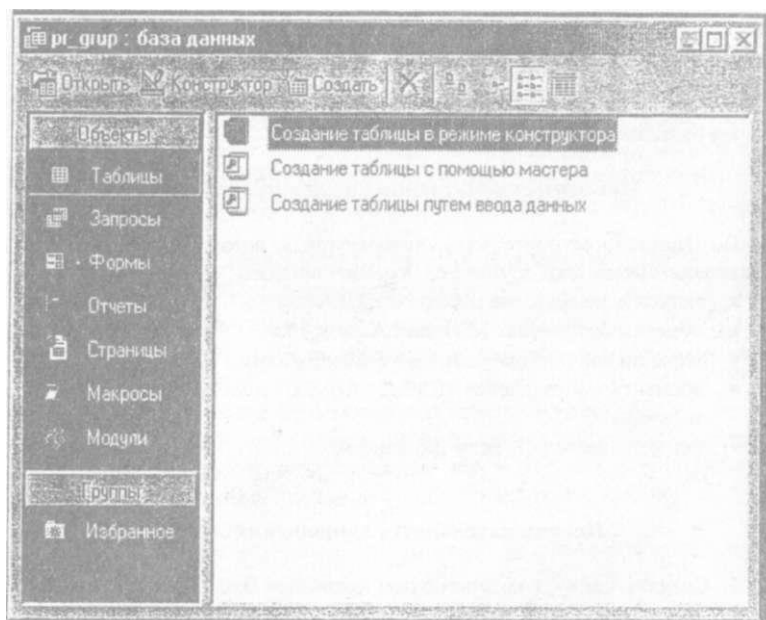 pr_grup : база данных
Открыть Конструктор Создать
Объекты
Таблицы
Запросы
Формы
Отчеты
Страницы
Макросы
Модули
Группы
Избранное
Создание таблицы в режиме конструктора
Создание таблицы с помощью мастера
Создание таблицы путем ввода данных